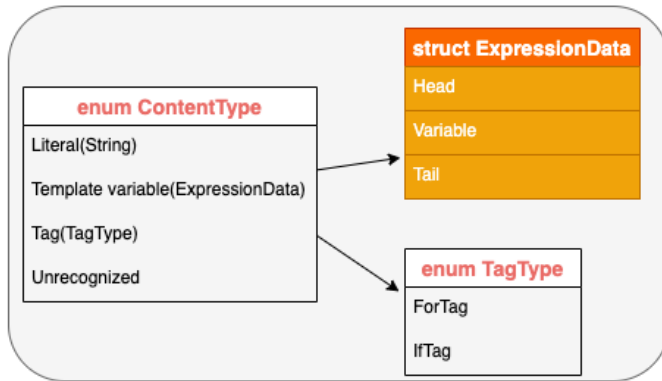 enum ContentType
Literal(String)
Template variable(ExpressionData)
Tag(TagType)
Unrecognized
struct ExpressionData
Head
Variable
Tail
enum TagType
ForTag
IfTag